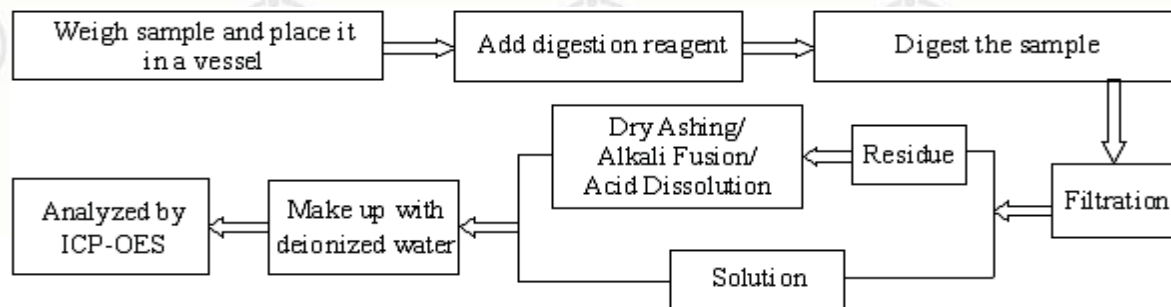 Weigh sample and place it
in a vessel
Add digestion reagent
Digest the sample
Filtration
Residue
Dry Ashing/
Alkali Fusion/
Acid Dissolution
Solution
Make up with
deionized water
Analyzed by
ICP-OES